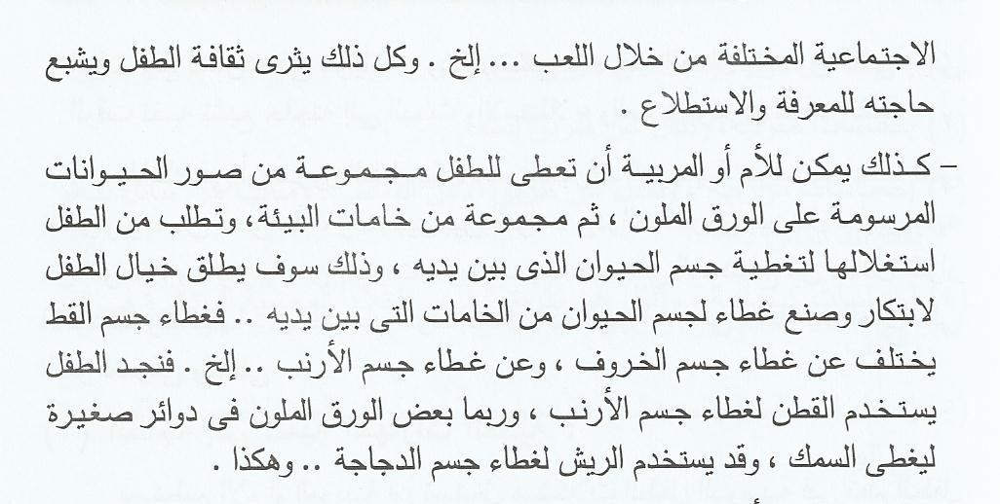 الاجتماعية المختلفة من خلال اللعب ... إلخ . وكل ذلك يثرى ثقافة الطفل ويشبع
حاجته للمعرفة والاستطلاع .
– كذلك يمكن للأم أو المربية أن تعطى للطفل مجموعة من صور الحيوانات
المرسومة على الورق الملون ، ثم مجموعة من خامات البيئة، وتطلب من الطفل
استغلالها لتغطية جسم الحيوان الذى بين يديه ، وذلك سوف يطلق خيال الطفل
لابتكار وصنع غطاء لجسم الحيوان من الخامات التى بين يديه .. فغطاء جسم القط
يختلف عن غطاء جسم الخروف ، وعن غطاء جسم الأرنب .. إلخ . فنجد الطفل
يستخدم القطن لغطاء جسم الأرنب ، وربما بعض الورق الملون فى دوائر صغيرة
ليغطى السمك ، وقد يستخدم الريش لغطاء جسم الدجاجة .. وهكذا .